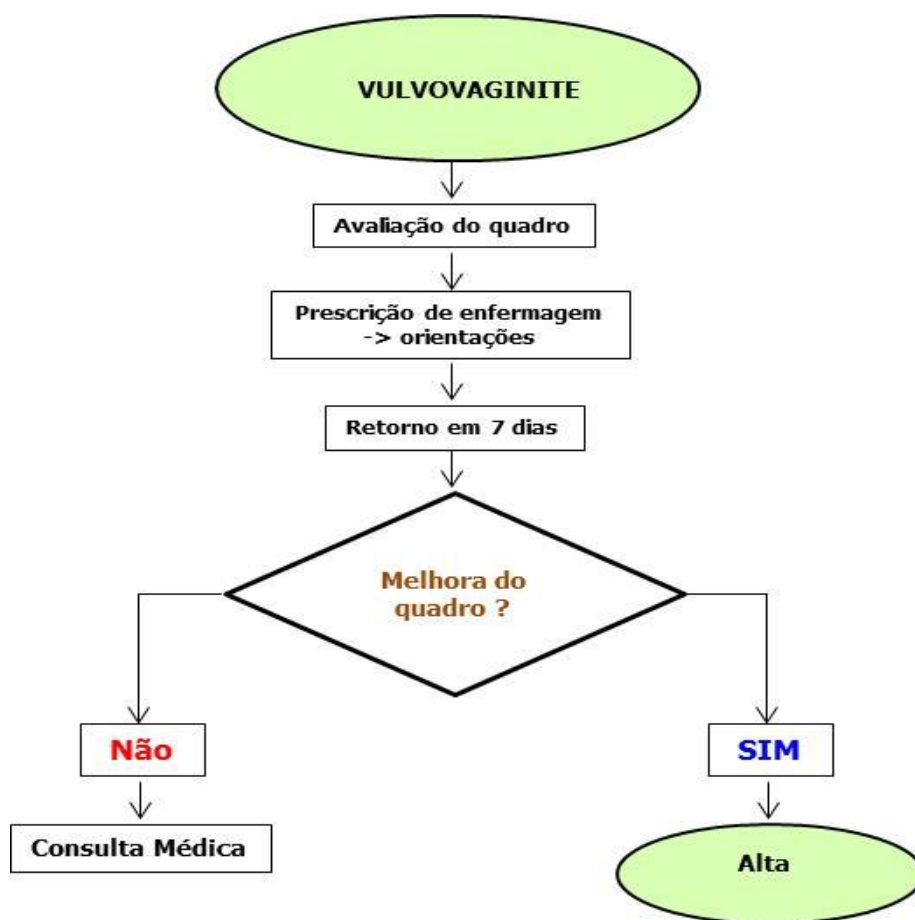 VULVOVAGINITE
Avaliação do quadro
Prescrição de enfermagem
-> orientações
Retorno em 7 dias
Melhora do
quadro ?
Não
SIM
Consulta Médica
Alta